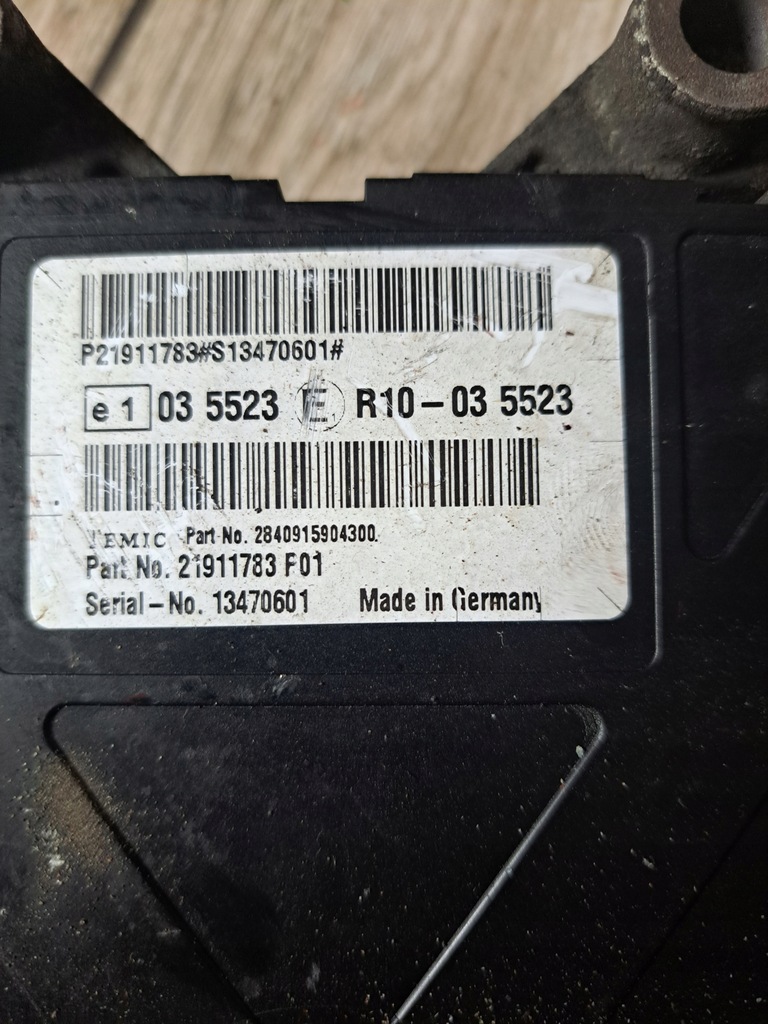 P21911783#S13470601#
e 1 03 5523 E R10-03 5523
TEMIC Part-No. 2840915904300
Part No. 21911783 F01
Serial-No. 13470601 Made in Germany